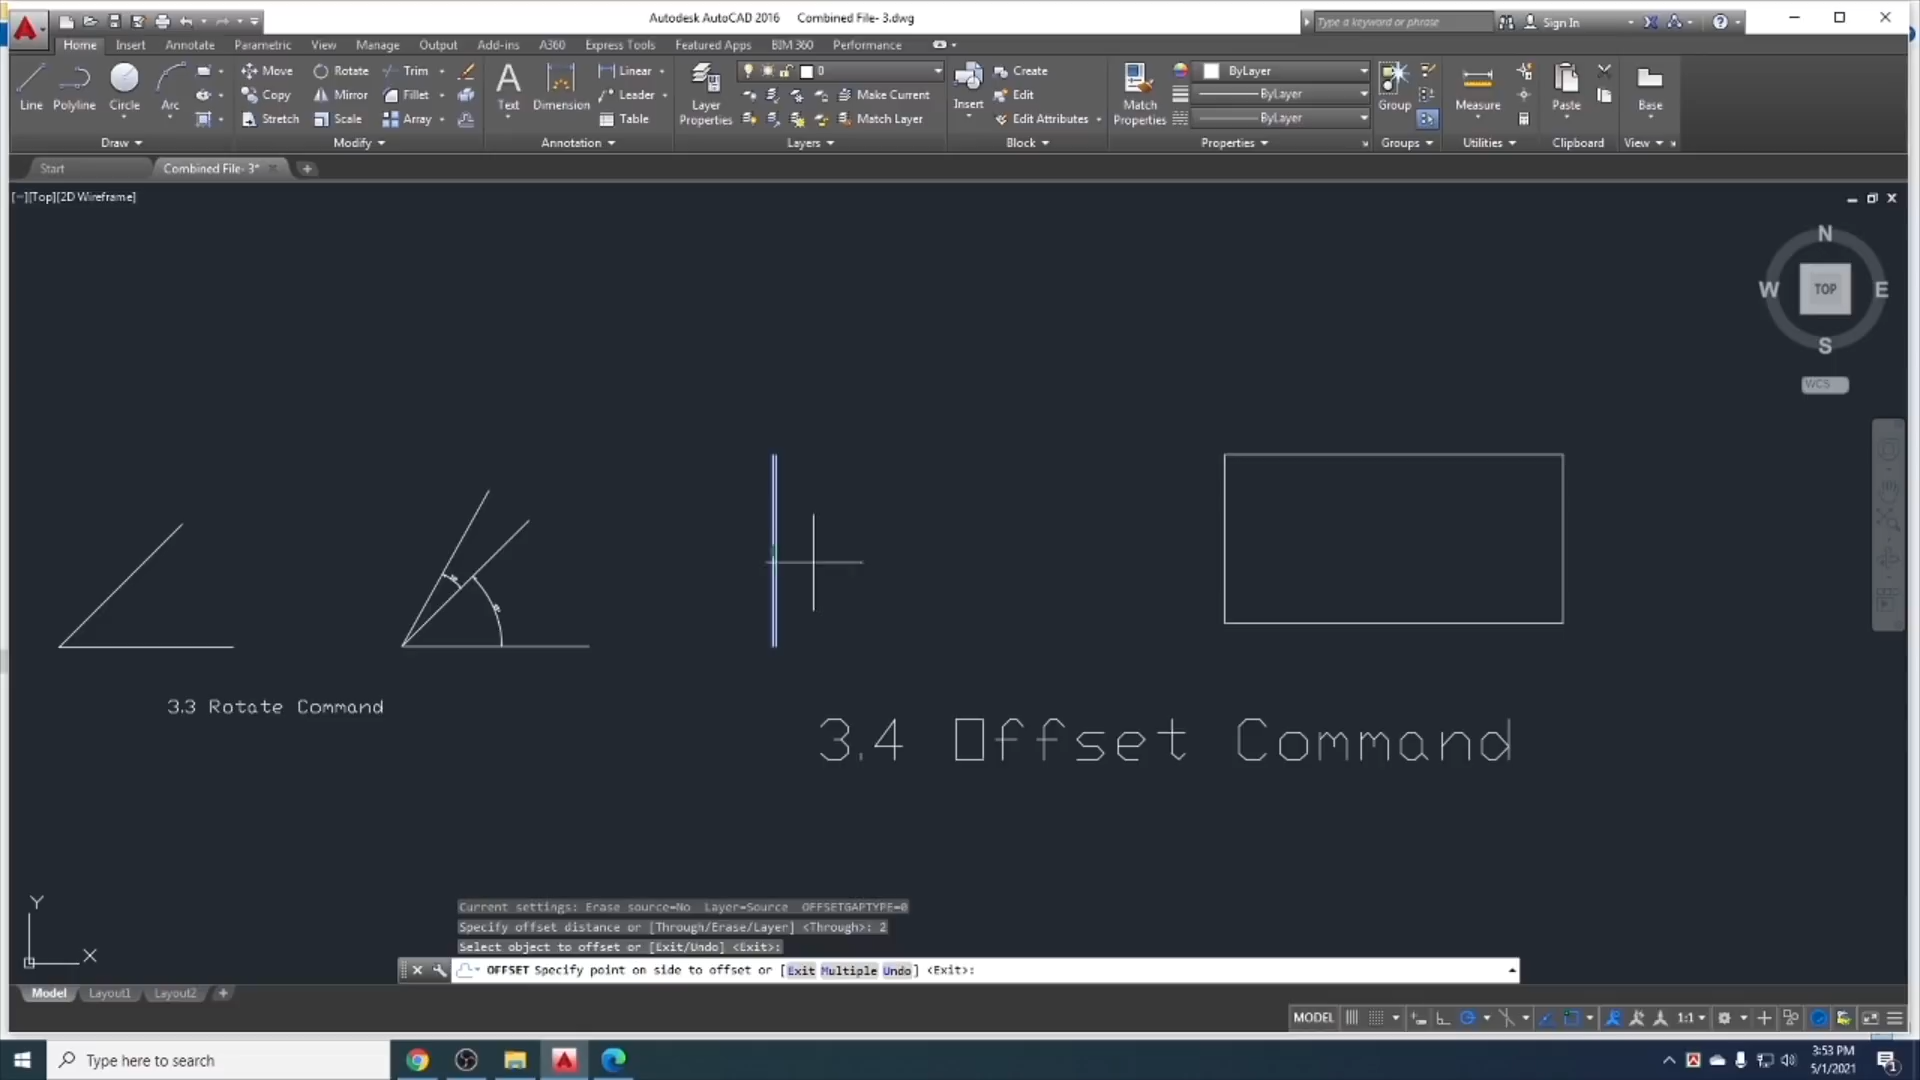 Autodesk AutoCAD 2016 Combined File- 3.dwg
Type a keyword or phrase
Sign In
Home Insert Annotate Parametric View Manage Output Add-ins A360 Express Tools Featured Apps BIM 360 Performance
Line Polyline Circle Arc
Move Rotate Trim
Copy Mirror Fillet
Stretch Scale Array
Text Dimension
Linear
Leader
Table
Layer Properties
0
Make Current
Match Layer
Insert
Create
Edit
Edit Attributes
Match Properties
ByLayer
ByLayer
ByLayer
Group
Measure
Paste
Base
Draw Modify Annotation Layers Block Properties Groups Utilities Clipboard View
Start Combined File- 3*
[−][Top][2D Wireframe]
N
W TOP E
S
WCS
3.3 Rotate Command
3.4 Offset Command
Y
X
Current settings: Erase source=No Layer=Source OFFSETGAPTYPE=0
Specify offset distance or [Through/Erase/Layer] <Through>: 2
Select object to offset or [Exit/Undo] <Exit>:
OFFSET Specify point on side to offset or [Exit Multiple Undo] <Exit>:
Model Layout1 Layout2
MODEL 1:1
Type here to search
3:53 PM
5/1/2021
1